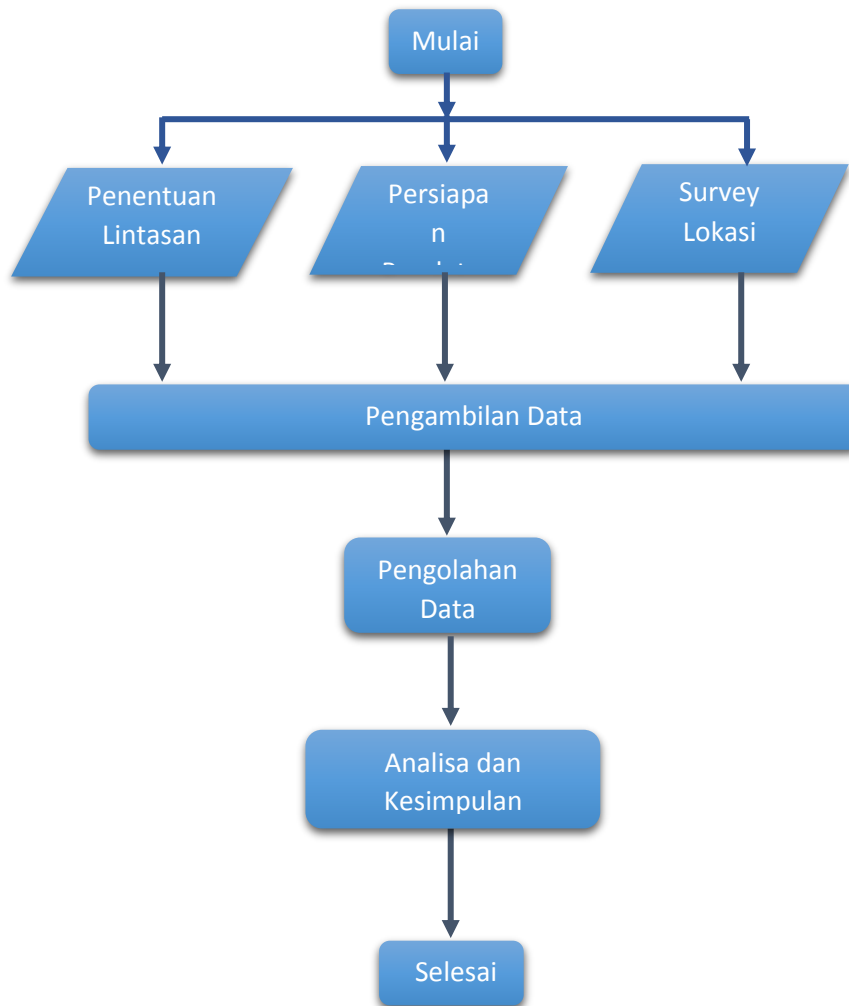 Mulai
Penentuan
Lintasan
Persiapa
n
Survey
Lokasi
Pengambilan Data
Pengolahan
Data
Analisa dan
Kesimpulan
Selesai